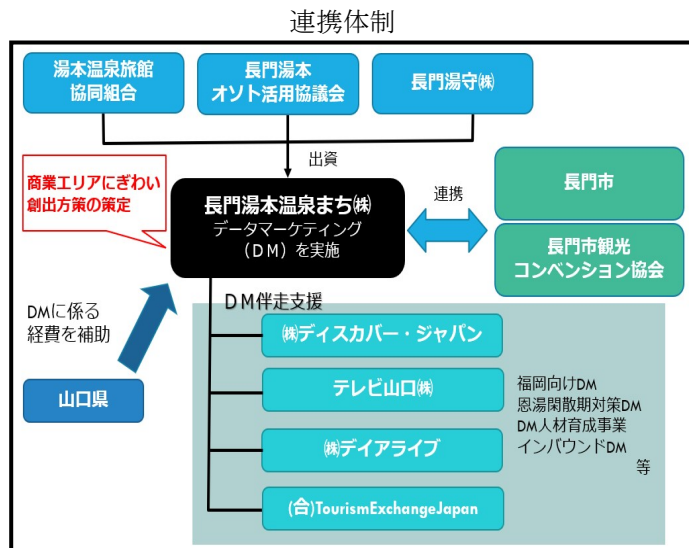 連携体制
湯本温泉旅館
協同組合
長門湯本
オソト活用協議会
長門湯守㈱
出資
商業エリアにぎわい
創出方策の策定
長門湯本温泉まち㈱
データマーケティング
（ＤＭ）を実施
連携
長門市
長門市観光
コンベンション協会
DMに係る
経費を補助
山口県
ＤＭ伴走支援
㈱ディスカバー・ジャパン
テレビ山口㈱
㈱デイアライブ
(合)TourismExchangeJapan
福岡向けDM
恩湯閑散期対策DM
DM人材育成事業
インバウンドDM
等